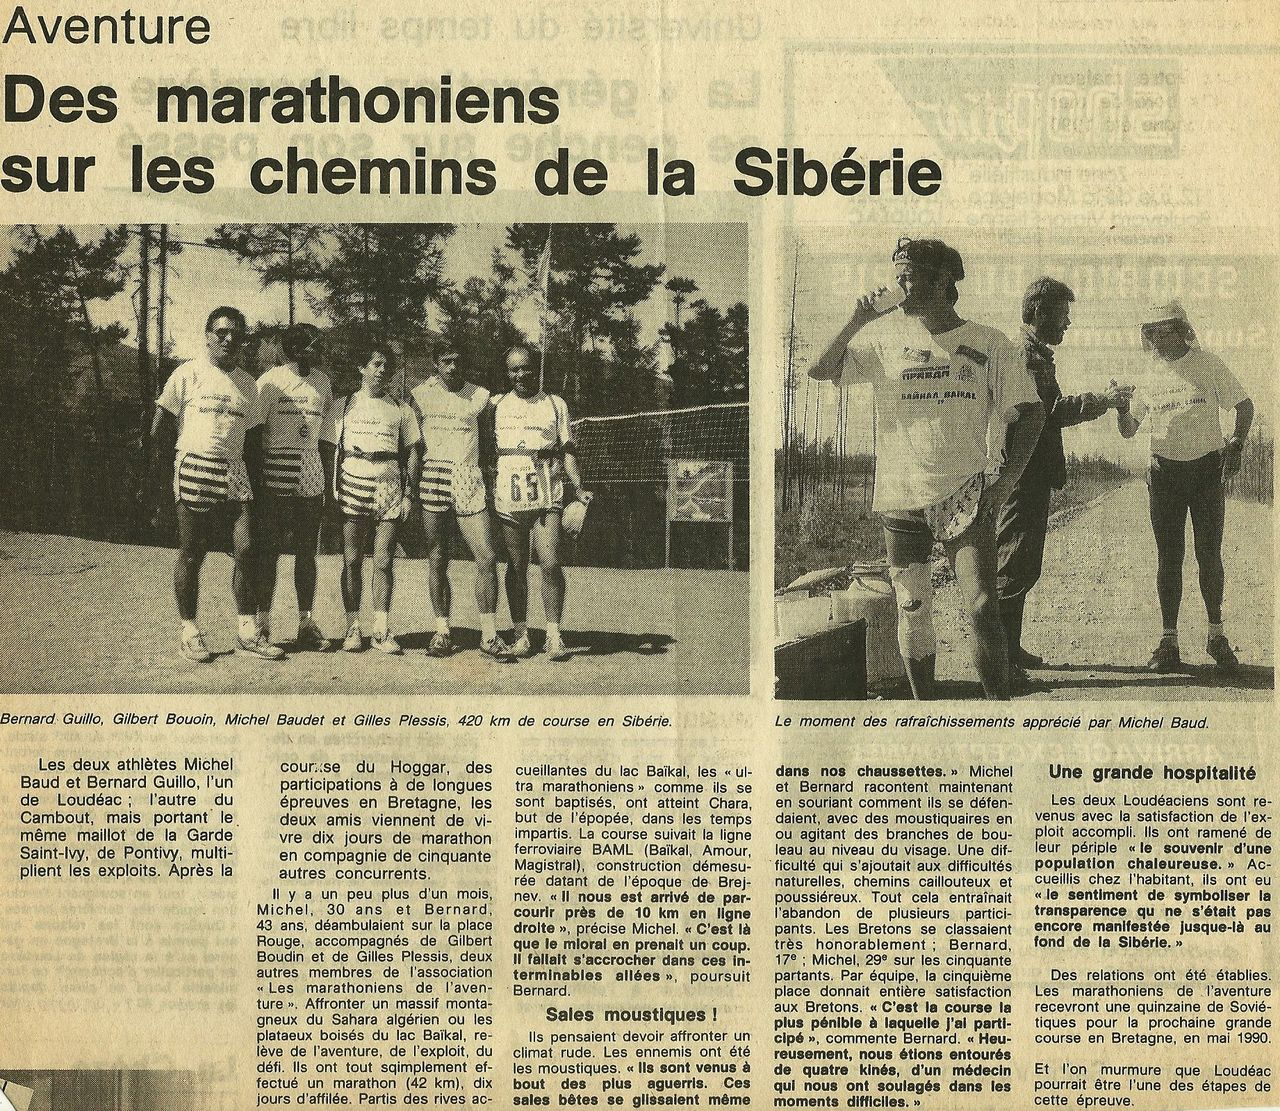 Aventure
Des marathoniens
sur les chemins de la Sibérie
ПРАВДА
БАЙКАЛ BAIKAL
65
Bernard Guillo, Gilbert Bouoin, Michel Baudet et Gilles Plessis, 420 km de course en Sibérie.
Le moment des rafraîchissements apprécié par Michel Baud.
Les deux athlètes Michel
Baud et Bernard Guillo, l'un
de Loudéac ; l'autre du
Cambout, mais portant le
même maillot de la Garde
Saint-Ivy, de Pontivy, multi-
plient les exploits. Après la
cour:.se du Hoggar, des
participations à de longues
épreuves en Bretagne, les
deux amis viennent de vi-
vre dix jours de marathon
en compagnie de cinquante
autres concurrents.
Il y a un peu plus d'un mois,
Michel, 30 ans et Bernard,
43 ans, déambulaient sur la place
Rouge, accompagnés de Gilbert
Boudin et de Gilles Plessis, deux
autres membres de l'association
« Les marathoniens de l'aven-
ture ». Affronter un massif monta-
gneux du Sahara algérien ou les
plataeux boisés du lac Baïkal, re-
lève de l'aventure, de l'exploit, du
défi. Ils ont tout sqimplement ef-
fectué un marathon (42 km), dix
jours d'affilée. Partis des rives ac-
cueillantes du lac Baïkal, les « ul-
tra marathoniens » comme ils se
sont baptisés, ont atteint Chara,
but de l'épopée, dans les temps
impartis. La course suivait la ligne
ferroviaire BAML (Baïkal, Amour,
Magistral), construction démesu-
rée datant de l'époque de Brej-
nev. « Il nous est arrivé de par-
courir près de 10 km en ligne
droite », précise Michel. « C'est là
que le mloral en prenait un coup.
Il fallait s'accrocher dans ces in-
terminables allées », poursuit
Bernard.
Sales moustiques !
Ils pensaient devoir affronter un
climat rude. Les ennemis ont été
les moustiques. « Ils sont venus à
bout des plus aguerris. Ces
sales bêtes se glissaient même
dans nos chaussettes. » Michel
et Bernard racontent maintenant
en souriant comment ils se défen-
daient, avec des moustiquaires en
ou agitant des branches de bou-
leau au niveau du visage. Une dif-
ficulté qui s'ajoutait aux difficultés
naturelles, chemins caillouteux et
poussiéreux. Tout cela entraînait
l'abandon de plusieurs partici-
pants. Les Bretons se classaient
très honorablement ; Bernard,
17e ; Michel, 29e sur les cinquante
partants. Par équipe, la cinquième
place donnait entière satisfaction
aux Bretons. « C'est la course la
plus pénible à laquelle j'ai parti-
cipé », commente Bernard. « Heu-
reusement, nous étions entourés
de quatre kinés, d'un médecin
qui nous ont soulagés dans les
moments difficiles. »
Une grande hospitalité
Les deux Loudéaciens sont re-
venus avec la satisfaction de l'ex-
ploit accompli. Ils ont ramené de
leur périple « le souvenir d'une
population chaleureuse. » Ac-
cueillis chez l'habitant, ils ont eu
« le sentiment de symboliser la
transparence qu ne s'était pas
encore manifestée jusque-là au
fond de la Sibérie. »
Des relations ont été établies.
Les marathoniens de l'aventure
recevront une quinzaine de Sovié-
tiques pour la prochaine grande
course en Bretagne, en mai 1990.
Et l'on murmure que Loudéac
pourrait être l'une des étapes de
cette épreuve.